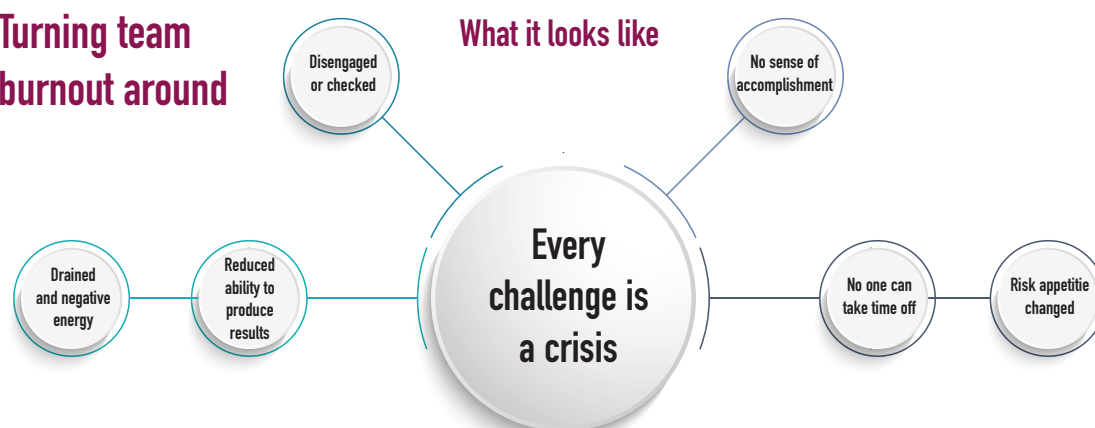 Turning team
burnout around
What it looks like
Disengaged
or checked
No sense of
accomplishment
Every
challenge is
a crisis
Drained
and negative
energy
Reduced
ability to
produce
results
No one can
take time off
Risk appetitie
changed